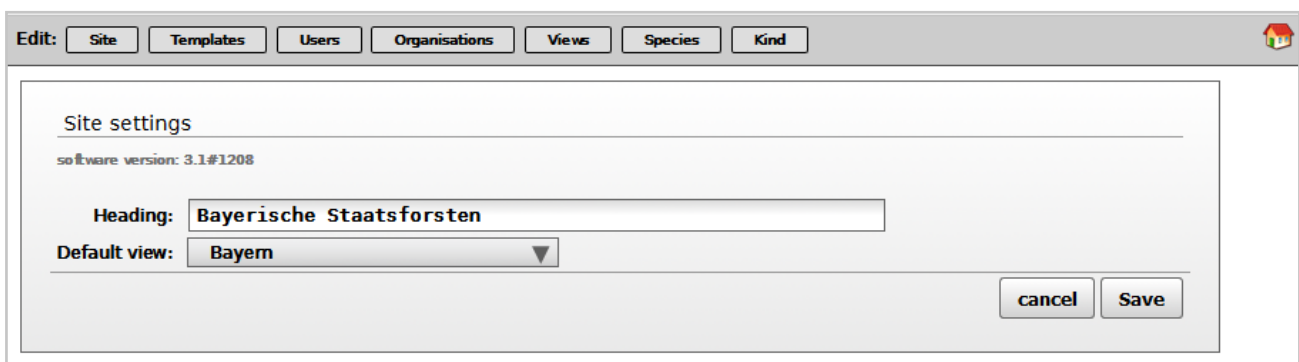 Edit: Site Templates Users Organisations Views Species Kind
Site settings
software version: 3.1#1208
Heading: Bayerische Staatsforsten
Default view: Bayern
cancel Save